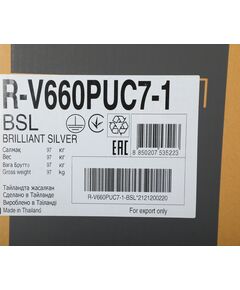 R-V660PUC7-1
BSL
BRILLIANT SILVER
Салмақ 97 кг
Вес 97 кг
Вага Брутто 97 кг
Gross weight 97 kg
EAC
8 850207 535223
Тайландта жасалған
Сделано в Таиланде
Вироблено в Таїланді
Made in Thailand
R-V660PUC7-1-BSL*2121200220
For export only